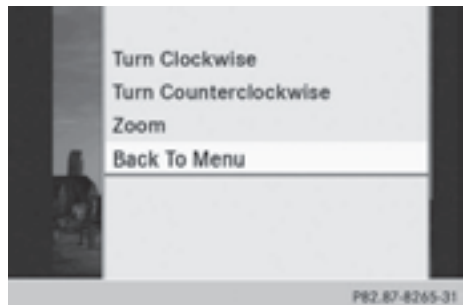 Turn Clockwise
Turn Counterclockwise
Zoom
Back To Menu
P82.87-8265-31